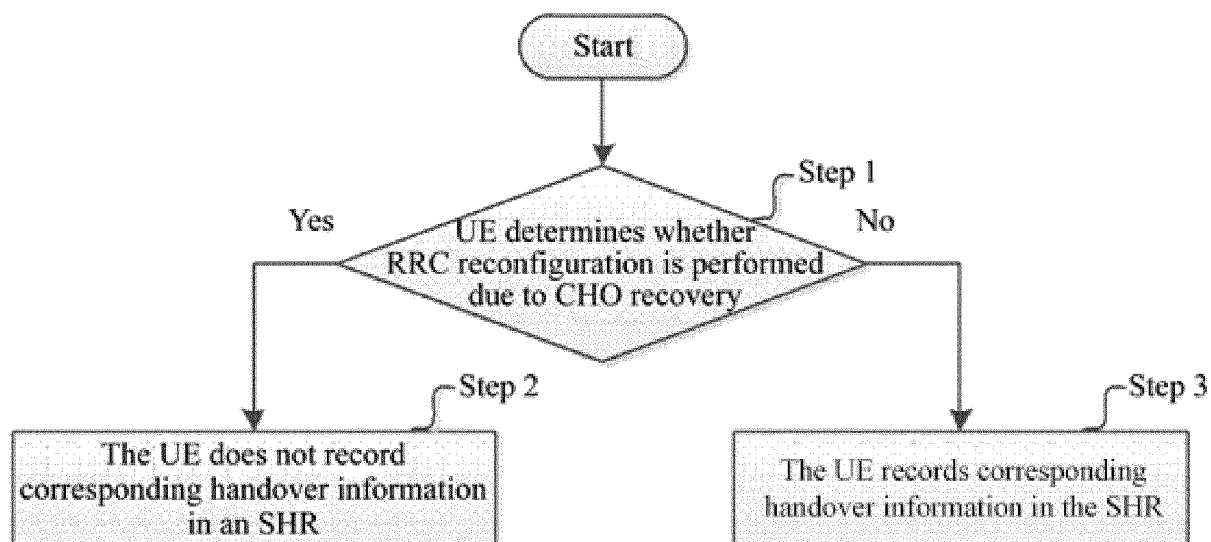 Start
Step 1
Yes
No
UE determines whether
RRC reconfiguration is performed
due to CHO recovery
Step 2
Step 3
The UE does not record
corresponding handover information
in an SHR
The UE records corresponding
handover information in the SHR